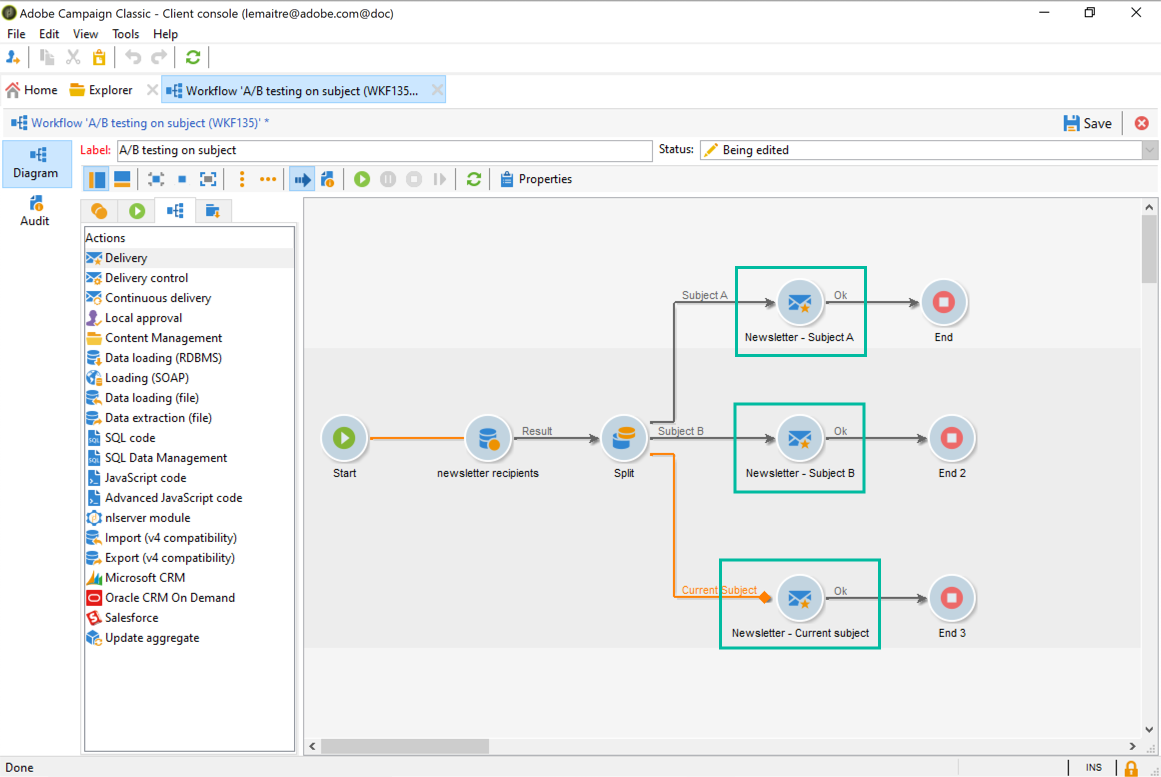 Adobe Campaign Classic - Client console (lemaitre@adobe.com@doc)
File Edit View Tools Help
Home Explorer Workflow 'A/B testing on subject (WKF135...
Workflow 'A/B testing on subject (WKF135)' * Save
Diagram
Audit
Label: A/B testing on subject Status: Being edited
Properties
Actions
Delivery
Delivery control
Continuous delivery
Local approval
Content Management
Data loading (RDBMS)
Loading (SOAP)
Data loading (file)
Data extraction (file)
SQL code
SQL Data Management
JavaScript code
Advanced JavaScript code
nlserver module
Import (v4 compatibility)
Export (v4 compatibility)
Microsoft CRM
Oracle CRM On Demand
Salesforce
Update aggregate
Subject A Ok
Newsletter - Subject A End
Result Subject B Ok
Start newsletter recipients Split Newsletter - Subject B End 2
Current Subject Ok
Newsletter - Current subject End 3
Done INS